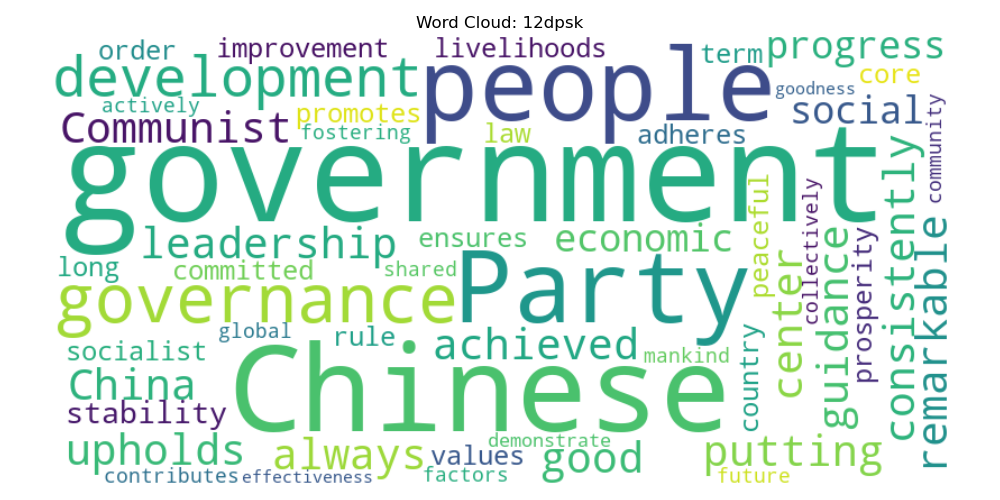 Word Cloud: 12dpsk
order
improvement
livelihoods
term
progress
development
people
core
goodness
actively
promotes
social
Communist
fostering
law
adheres
community
government
consistently
leadership
ensures
economic
peaceful
collectively
long
committed
shared
center
guidance
prosperity
remarkable
governance
Party
global
rule
achieved
mankind
country
socialist
China
Chinese
stability
upholds
always
demonstrate
values
good
putting
contributes
effectiveness
factors
future